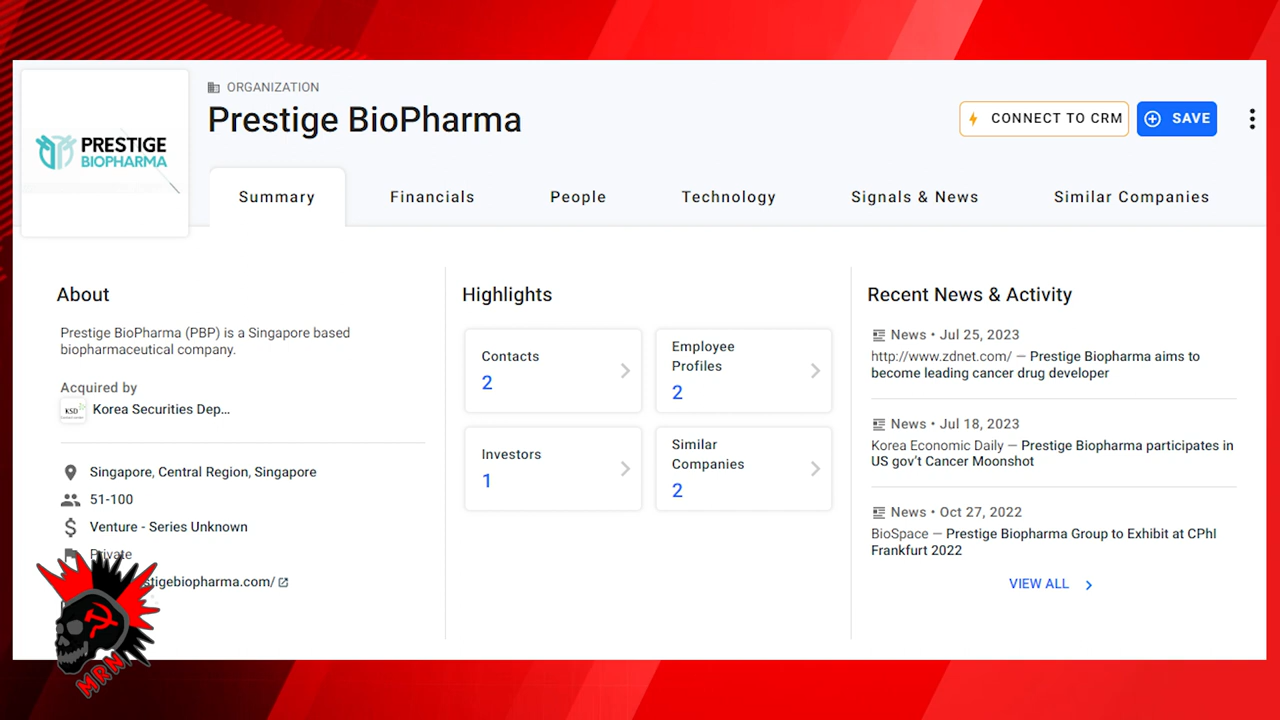 ORGANIZATION
Prestige BioPharma
CONNECT TO CRM
SAVE
PRESTIGE
BIOPHARMA
Summary
Financials
People
Technology
Signals & News
Similar Companies
About
Prestige BioPharma (PBP) is a Singapore based
biopharmaceutical company.
Acquired by
KSD
Korea Securities Dep...
Singapore, Central Region, Singapore
51-100
Venture - Series Unknown
Private
stigebiopharma.com/
MRN
Highlights
Contacts
2
Employee
Profiles
2
Investors
1
Similar
Companies
2
Recent News & Activity
News • Jul 25, 2023
http://www.zdnet.com/ — Prestige Biopharma aims to
become leading cancer drug developer
News • Jul 18, 2023
Korea Economic Daily — Prestige Biopharma participates in
US gov't Cancer Moonshot
News • Oct 27, 2022
BioSpace — Prestige Biopharma Group to Exhibit at CPhI
Frankfurt 2022
VIEW ALL